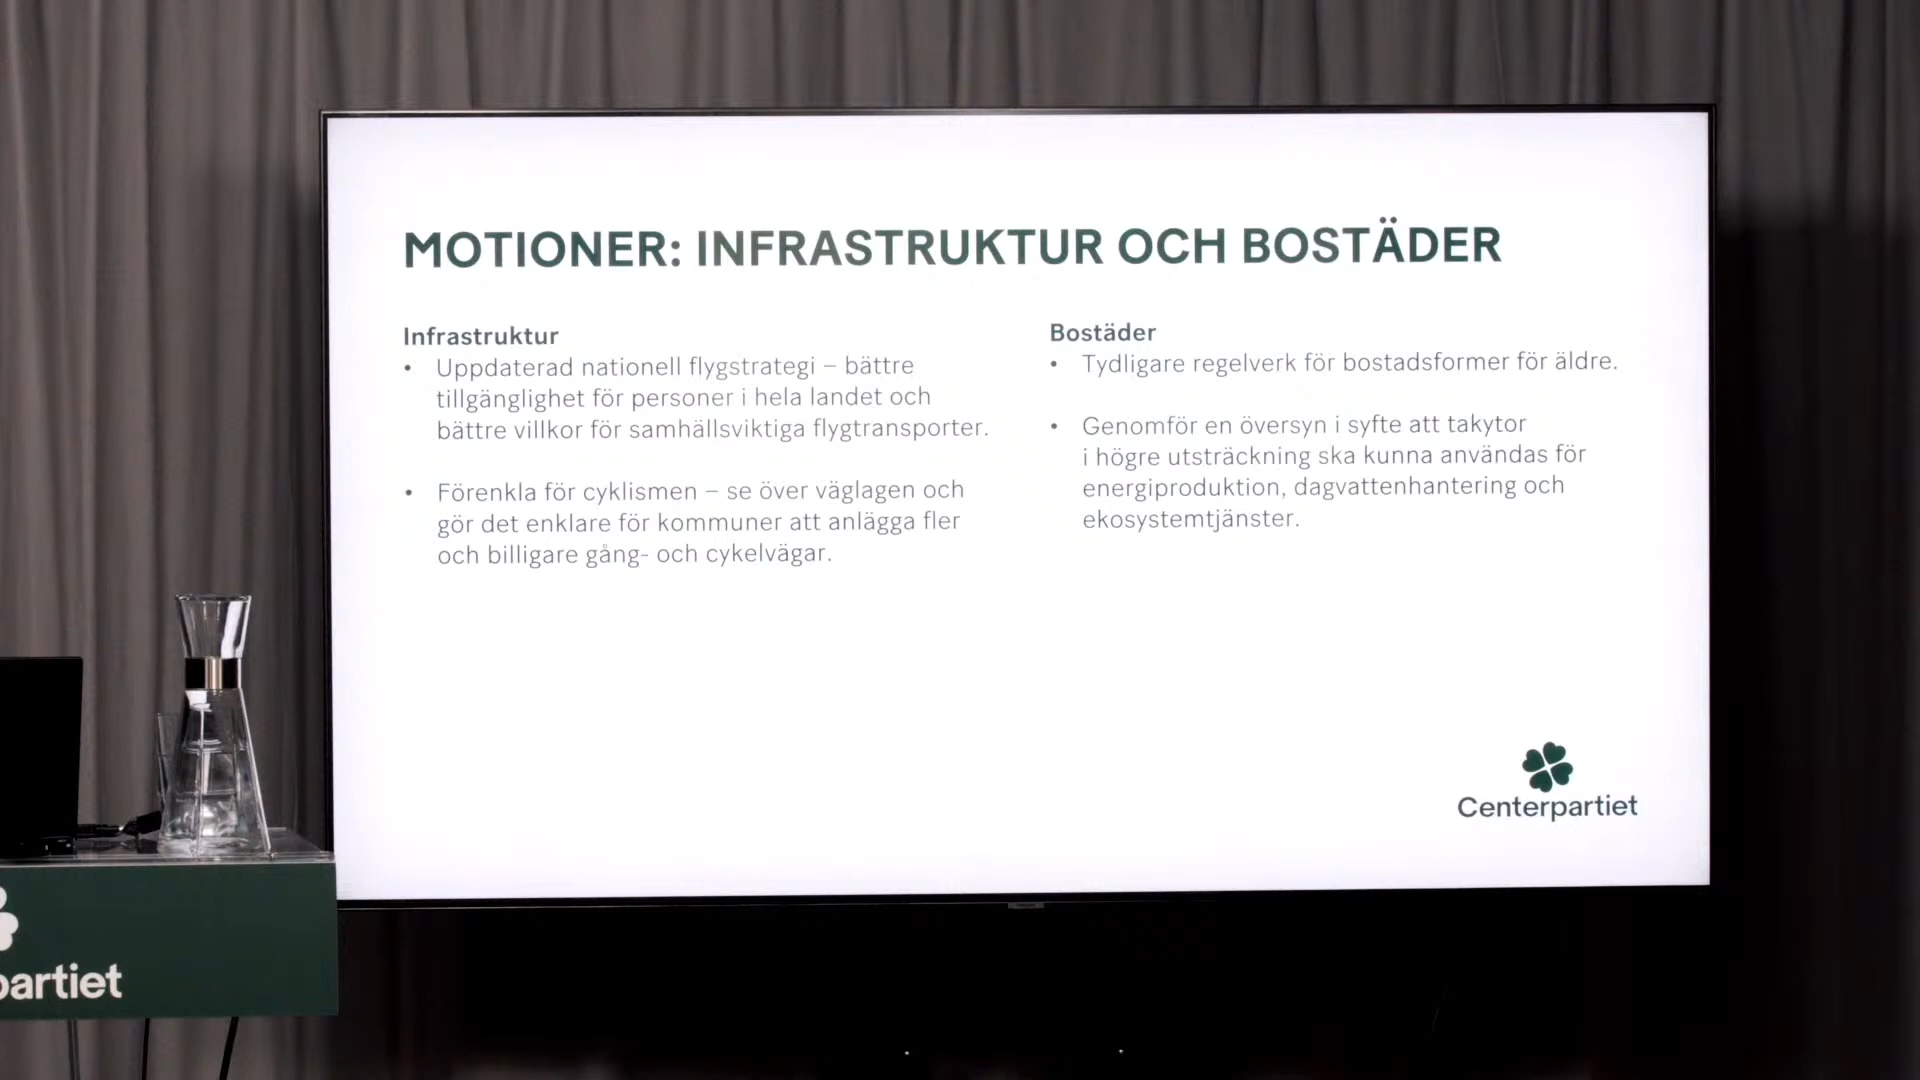 MOTIONER: INFRASTRUKTUR OCH BOSTÄDER
Infrastruktur
• Uppdaterad nationell flygstrategi – bättre
tillgänglighet för personer i hela landet och
bättre villkor för samhällsviktiga flygtransporter.
• Förenkla för cyklismen – se över väglagen och
gör det enklare för kommuner att anlägga fler
och billigare gång- och cykelvägar.
Bostäder
• Tydligare regelverk för bostadsformer för äldre.
• Genomför en översyn i syfte att takytor
i högre utsträckning ska kunna användas för
energiproduktion, dagvattenhantering och
ekosystemtjänster.
Centerpartiet
partiet